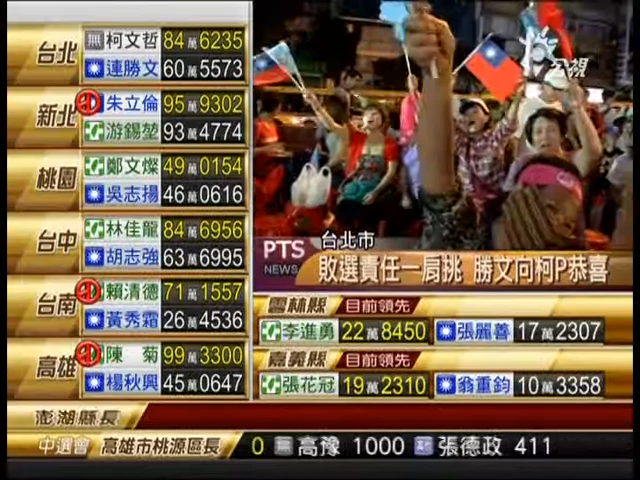 台北
無 柯文哲 84萬6235
連勝文 60萬5573
新北
朱立倫 95萬9302
游錫堃 93萬4774
桃園
鄭文燦 49萬0154
吳志揚 46萬0616
台中
林佳龍 84萬6956
胡志強 63萬6995
台南
賴清德 71萬1557
黃秀霜 26萬4536
高雄
陳 菊 99萬3300
楊秋興 45萬0647
公視
PTS NEWS
台北市
敗選責任一肩挑 勝文向柯P恭喜
雲林縣 目前領先
李進勇 22萬8450 張麗善 17萬2307
嘉義縣 目前領先
張花冠 19萬2310 翁重鈞 10萬3358
澎湖縣長
中選會 高雄市桃源區長 0 無 高豫 1000 張德政 411